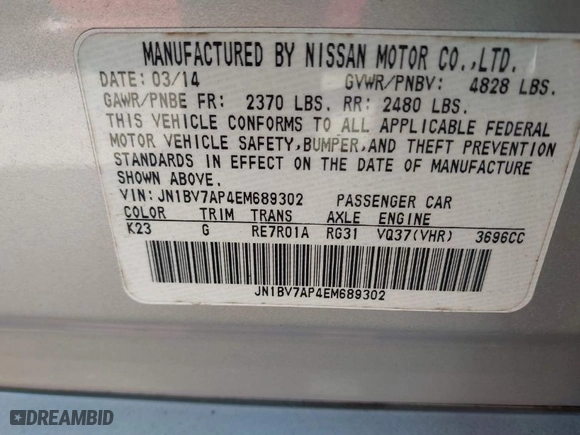 MANUFACTURED BY NISSAN MOTOR CO.,LTD.
DATE: 03/14 GVWR/PNBV: 4828 LBS.
GAWR/PNBE FR: 2370 LBS. RR: 2480 LBS.
THIS VEHICLE CONFORMS TO ALL APPLICABLE FEDERAL
MOTOR VEHICLE SAFETY,BUMPER,AND THEFT PREVENTION
STANDARDS IN EFFECT ON THE DATE OF MANUFACTURE
SHOWN ABOVE.
VIN: JN1BV7AP4EM689302 PASSENGER CAR
COLOR TRIM TRANS AXLE ENGINE
K23 G RE7R01A RG31 VQ37(VHR) 3696CC
JN1BV7AP4EM689302
DREAMBID